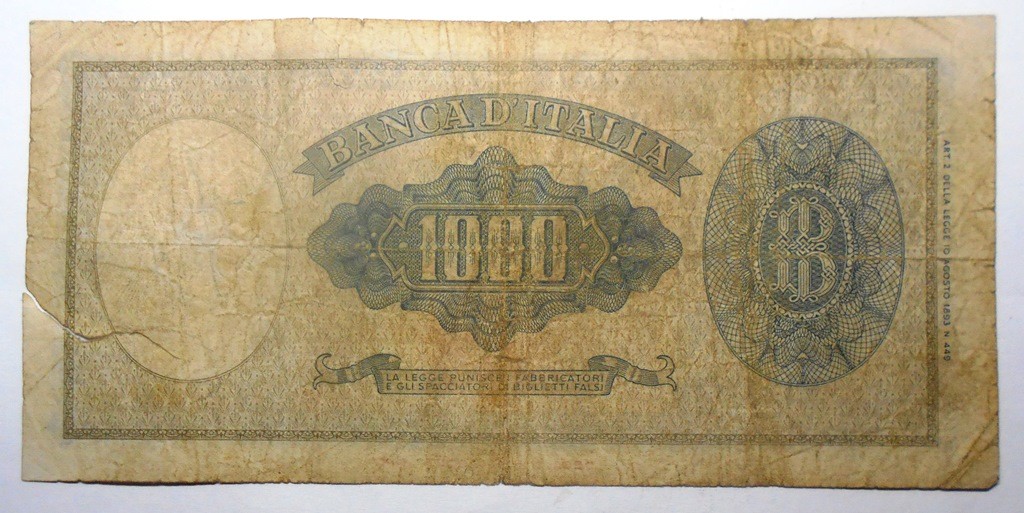 BANCA D'ITALIA
1000
B
LA LEGGE PUNISCE I FABBRICATORI
E GLI SPACCIATORI DI BIGLIETTI FALSI
ART. 2 DELLA LEGGE 10 AGOSTO 1893 N. 449